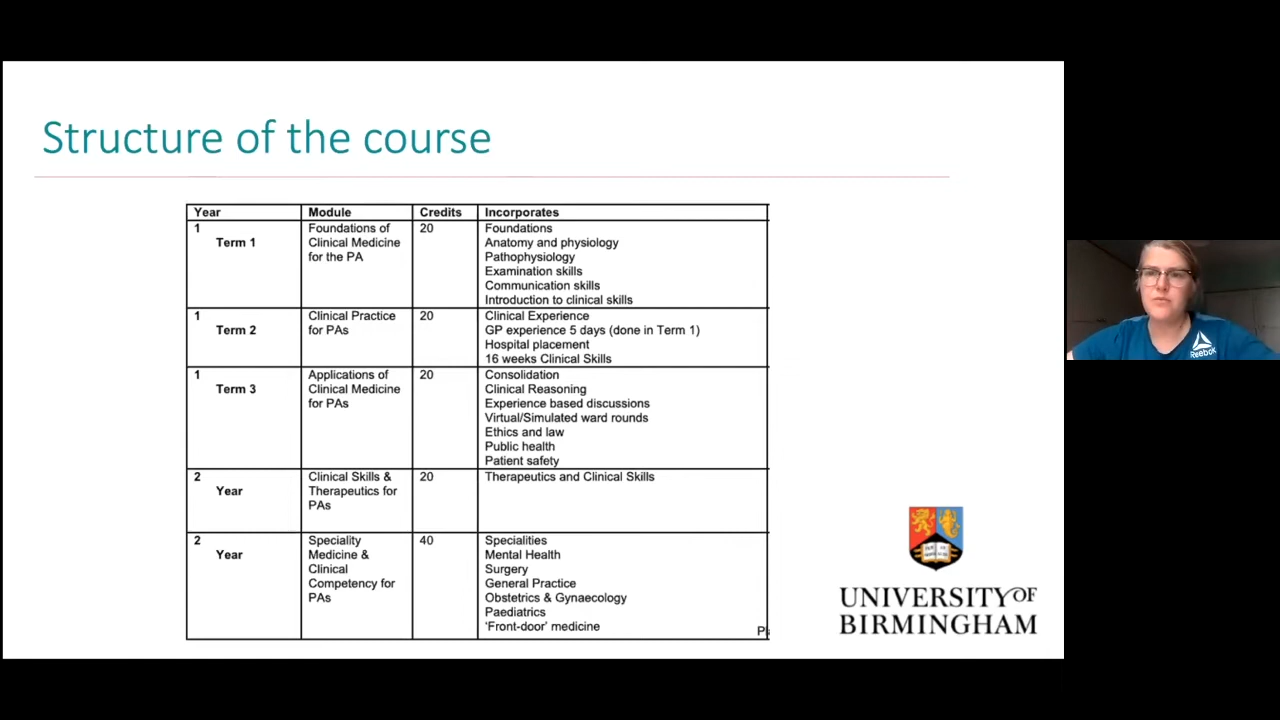 Structure of the course
Year Module Credits Incorporates
1 Foundations of 20 Foundations
Term 1 Clinical Medicine Anatomy and physiology
for the PA Pathophysiology
Examination skills
Communication skills
Introduction to clinical skills
1 Clinical Practice 20 Clinical Experience
Term 2 for PAs GP experience 5 days (done in Term 1)
Hospital placement
16 weeks Clinical Skills
1 Applications of 20 Consolidation
Term 3 Clinical Medicine Clinical Reasoning
for PAs Experience based discussions
Virtual/Simulated ward rounds
Ethics and law
Public health
Patient safety
2 Clinical Skills & 20 Therapeutics and Clinical Skills
Year Therapeutics for
PAs
2 Speciality 40 Specialities
Year Medicine & Mental Health
Clinical Surgery
Competency for General Practice
PAs Obstetrics & Gynaecology
Paediatrics
'Front-door' medicine
UNIVERSITY OF
BIRMINGHAM
Reebok